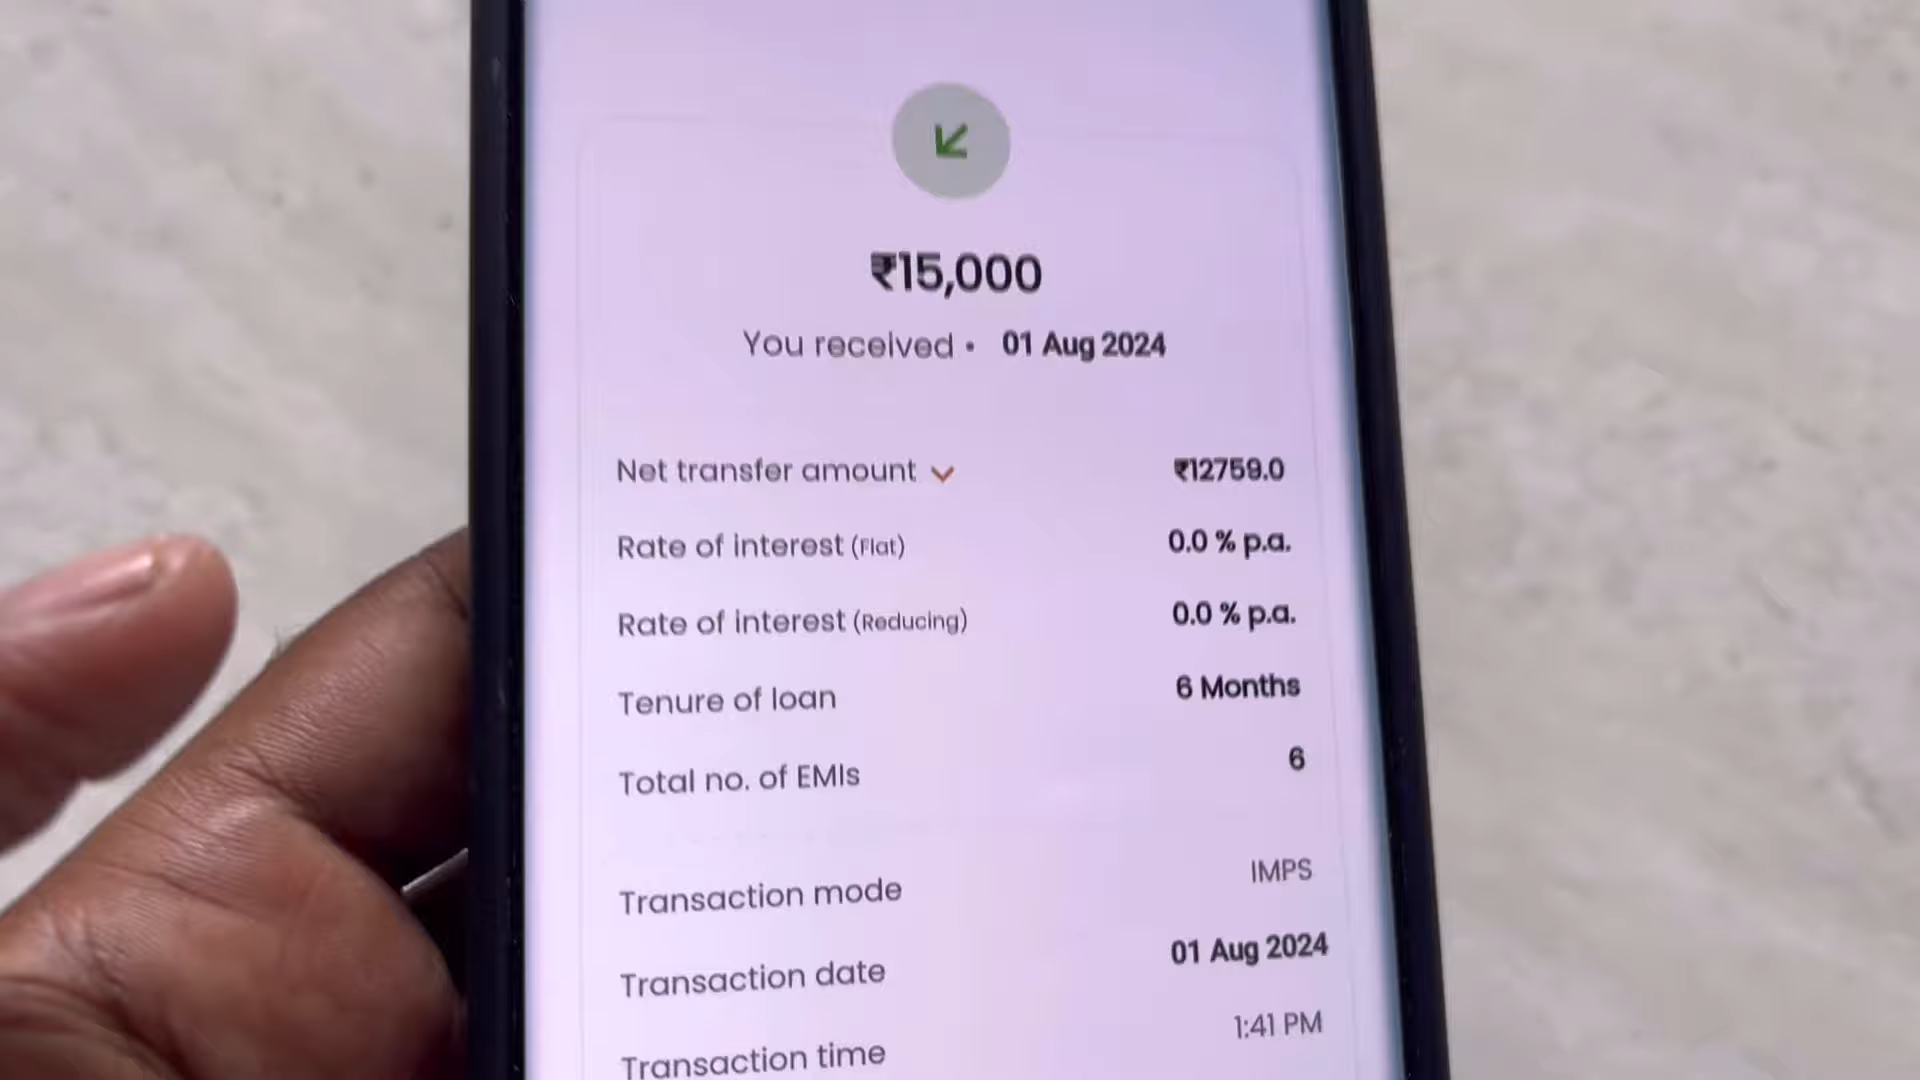 ₹15,000
You received • 01 Aug 2024
Net transfer amount ₹12759.0
Rate of interest (Flat) 0.0 % p.a.
Rate of interest (Reducing) 0.0 % p.a.
Tenure of loan 6 Months
Total no. of EMIs 6
Transaction mode IMPS
Transaction date 01 Aug 2024
Transaction time 1:41 PM